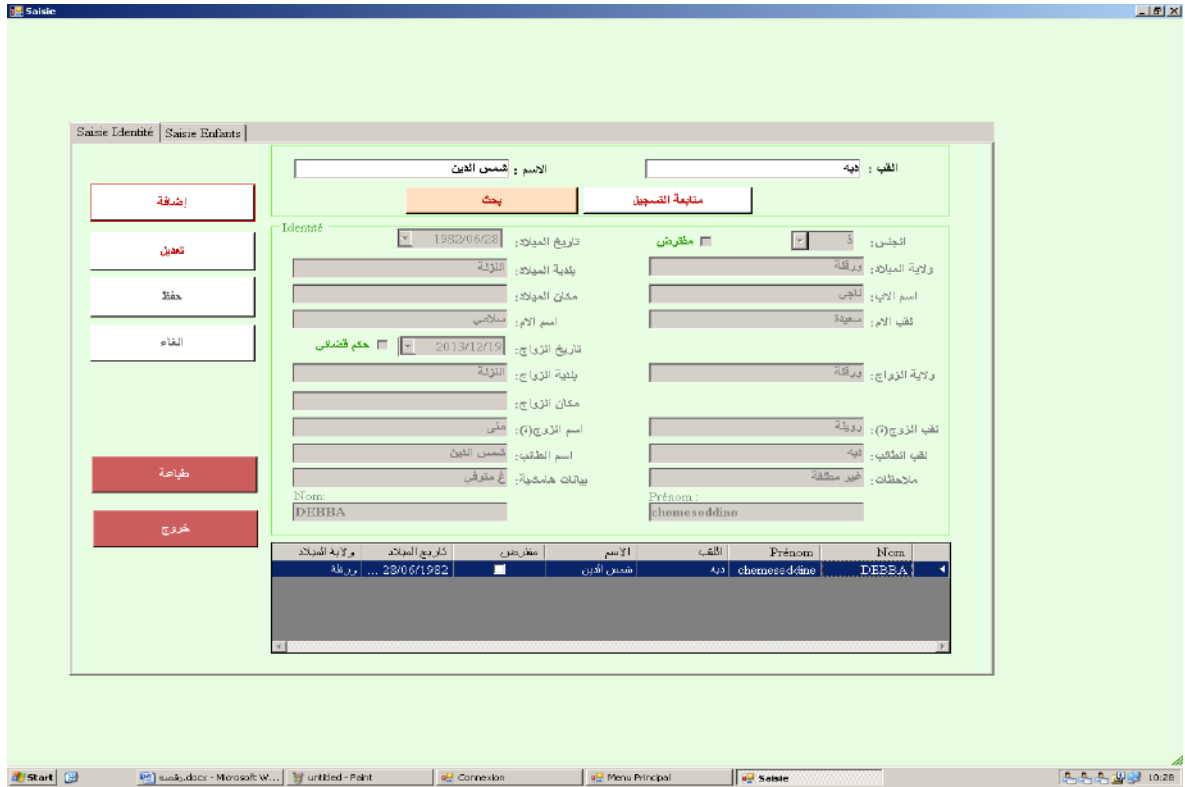 Saisie
Saisie Identité Saisie Enfants
اللقب : دبه الاسم : شمس الدين
متابعة التسجيل بحث
إضافة
تعديل
حفظ
الغاء
طباعة
خروج
Identité
الجنس: ذ مفترض تاريخ الميلاد: 1982/06/28
ولاية الميلاد: ورقلة بلدية الميلاد: النزلة
اسم الاب: ناجي مكان الميلاد:
لقب الام: سعيدة اسم الام: سلامي
تاريخ الزواج: 2013/12/19 حكم قضائي
ولاية الزواج: ورقلة بلدية الزواج: النزلة
مكان الزواج:
لقب الزوج(ة): رويلة اسم الزوج(ة): منى
لقب الطالب: دبه اسم الطالب: شمس الدين
ملاحظات: غير مطلقة بيانات هامشية:
Nom: Prénom :
DEBBA chemeseddine
Nom Prénom اللقب الاسم مفترض تاريخ الميلاد ولاية الميلاد
DEBBA chemeseddine دبه شمس الدين 28/06/1982 ... ورقلة
Start .docx - Microsoft W... untitled - Paint Connexion Menu Principal Saisie 10:28